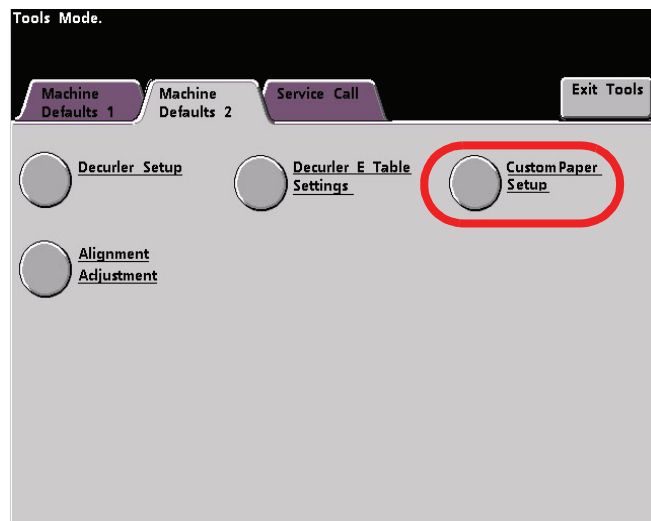 Tools Mode.
Machine
Defaults 1
Machine
Defaults 2
Service Call
Exit Tools
Decurler Setup
Decurler E Table
Settings
Custom Paper
Setup
Alignment
Adjustment